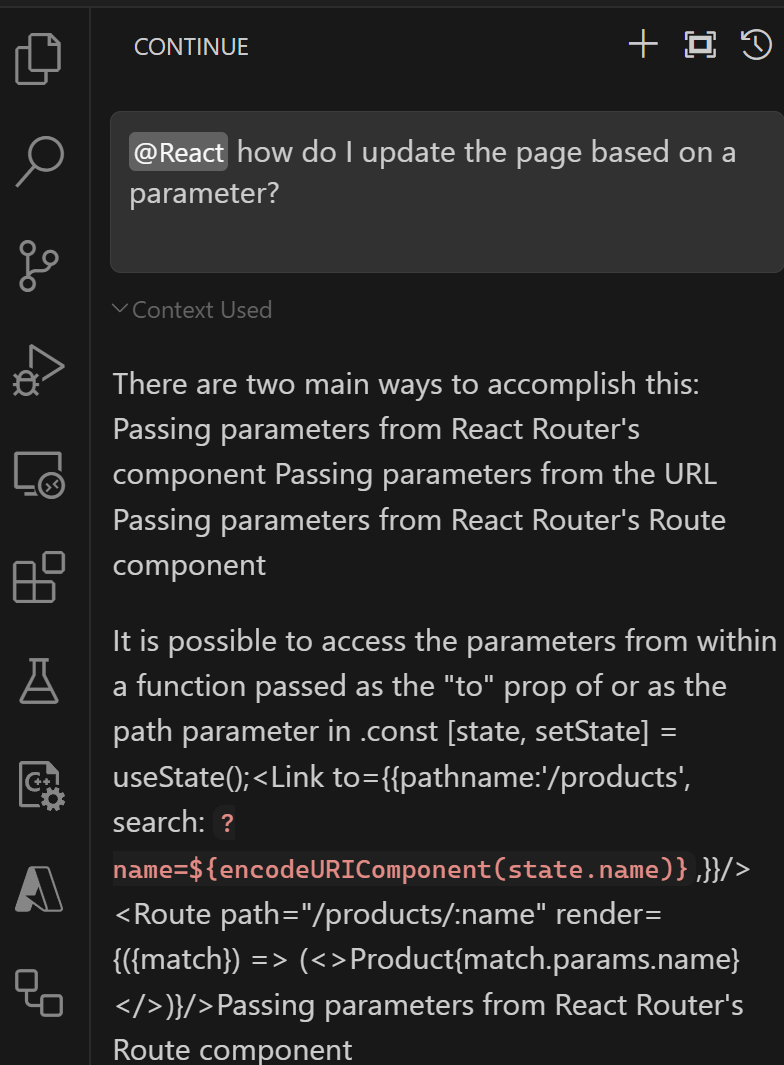 CONTINUE
@React how do I update the page based on a
parameter?
Context Used
There are two main ways to accomplish this:
Passing parameters from React Router's
component Passing parameters from the URL
Passing parameters from React Router's Route
component
It is possible to access the parameters from within
a function passed as the "to" prop of or as the
path parameter in .const [state, setState] =
useState();<Link to={{pathname:'/products',
search: ?
name=${encodeURIComponent(state.name)},}}/>
<Route path="/products/:name" render=
{({match}) => (<>Product{match.params.name}
</>)}/>Passing parameters from React Router's
Route component